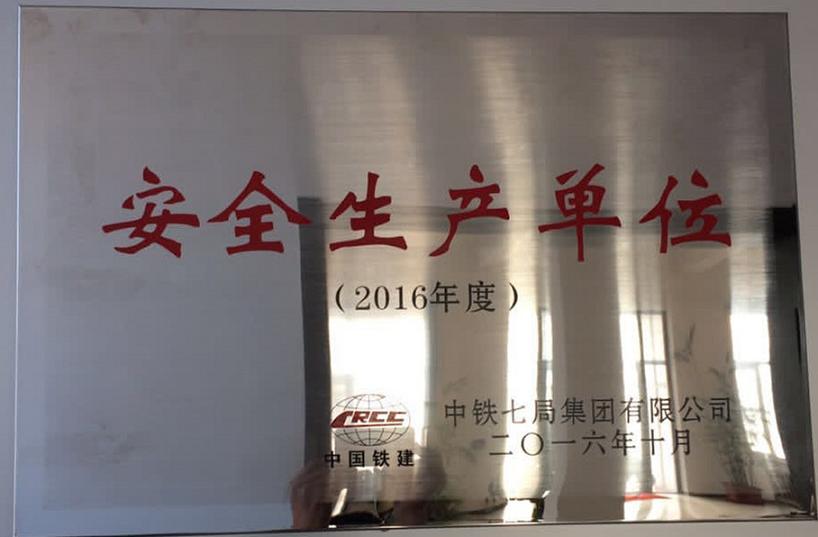 安全生产单位
（2016年度）
CRCC
中国铁建
中铁七局集团有限公司
二〇一六年十月